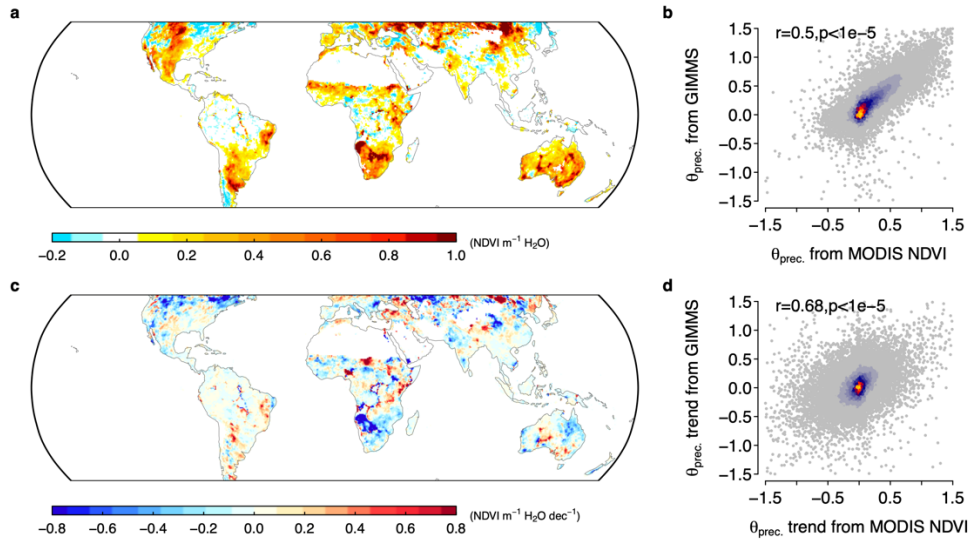 a
−0.2 0.0 0.2 0.4 0.6 0.8 1.0 (NDVI m⁻¹ H₂O)
b
r=0.5,p<1e−5
θprec. from GIMMS
1.5
1.0
0.5
0.0
−0.5
−1.0
−1.5
−1.5 −0.5 0.5 1.5
θprec. from MODIS NDVI
c
−0.8 −0.6 −0.4 −0.2 0.0 0.2 0.4 0.6 0.8 (NDVI m⁻¹ H₂O dec⁻¹)
d
r=0.68,p<1e−5
θprec. trend from GIMMS
1.5
1.0
0.5
0.0
−0.5
−1.0
−1.5
−1.5 −0.5 0.5 1.5
θprec. trend from MODIS NDVI